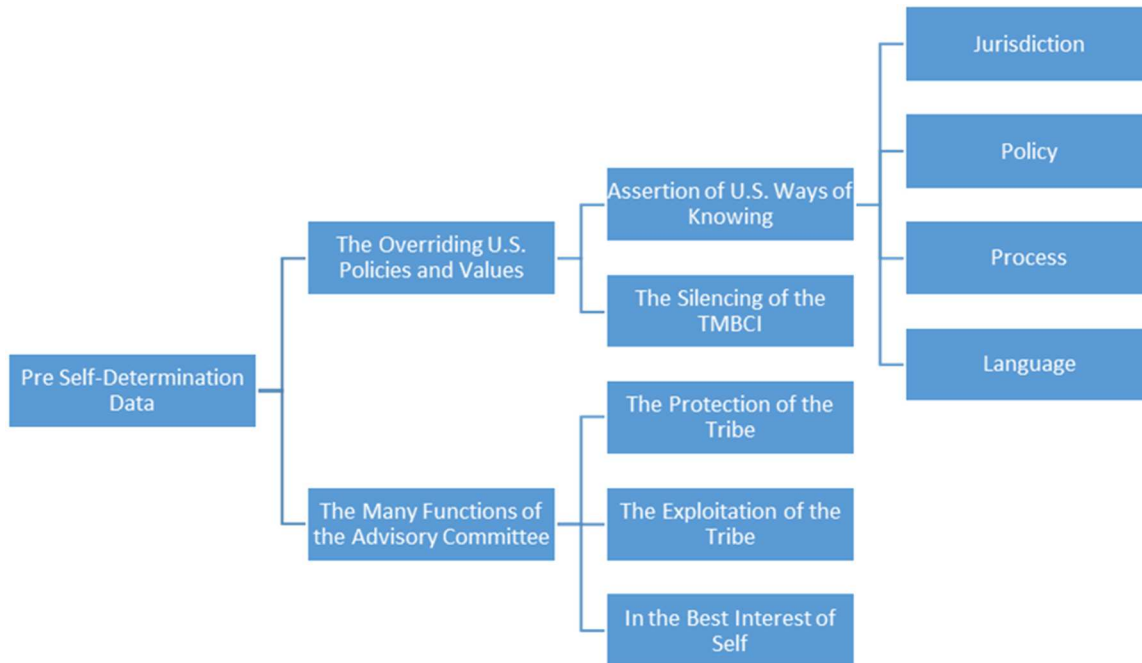 Pre Self-Determination
Data
The Overriding U.S.
Policies and Values
Assertion of U.S. Ways of
Knowing
Jurisdiction
Policy
Process
Language
The Silencing of the
TMBCI
The Many Functions of
the Advisory Committee
The Protection of the
Tribe
The Exploitation of the
Tribe
In the Best Interest of
Self